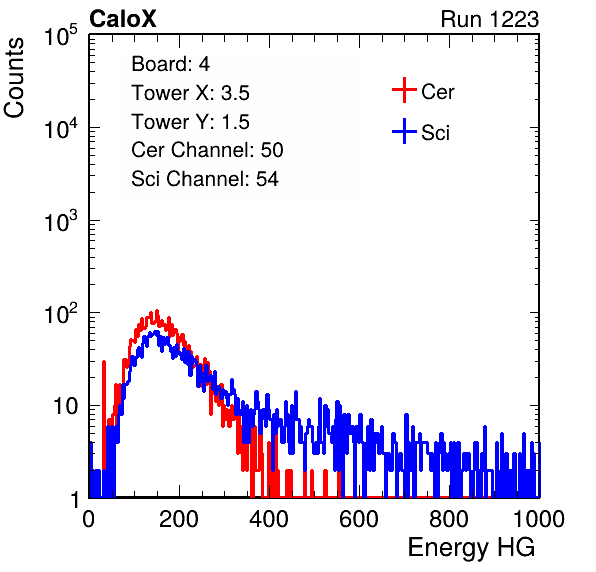 CaloX Run 1223
Counts
10^5
10^4
10^3
10^2
10
1
Board: 4
Tower X: 3.5
Tower Y: 1.5
Cer Channel: 50
Sci Channel: 54
Cer
Sci
0 200 400 600 800 1000
Energy HG